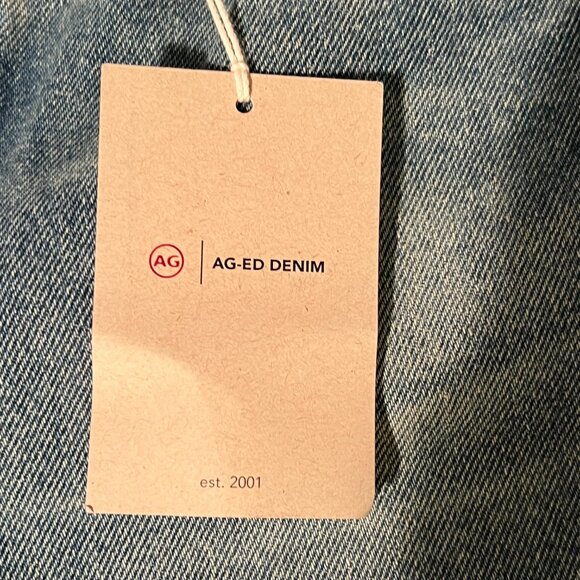 AG AG-ED DENIM
est. 2001